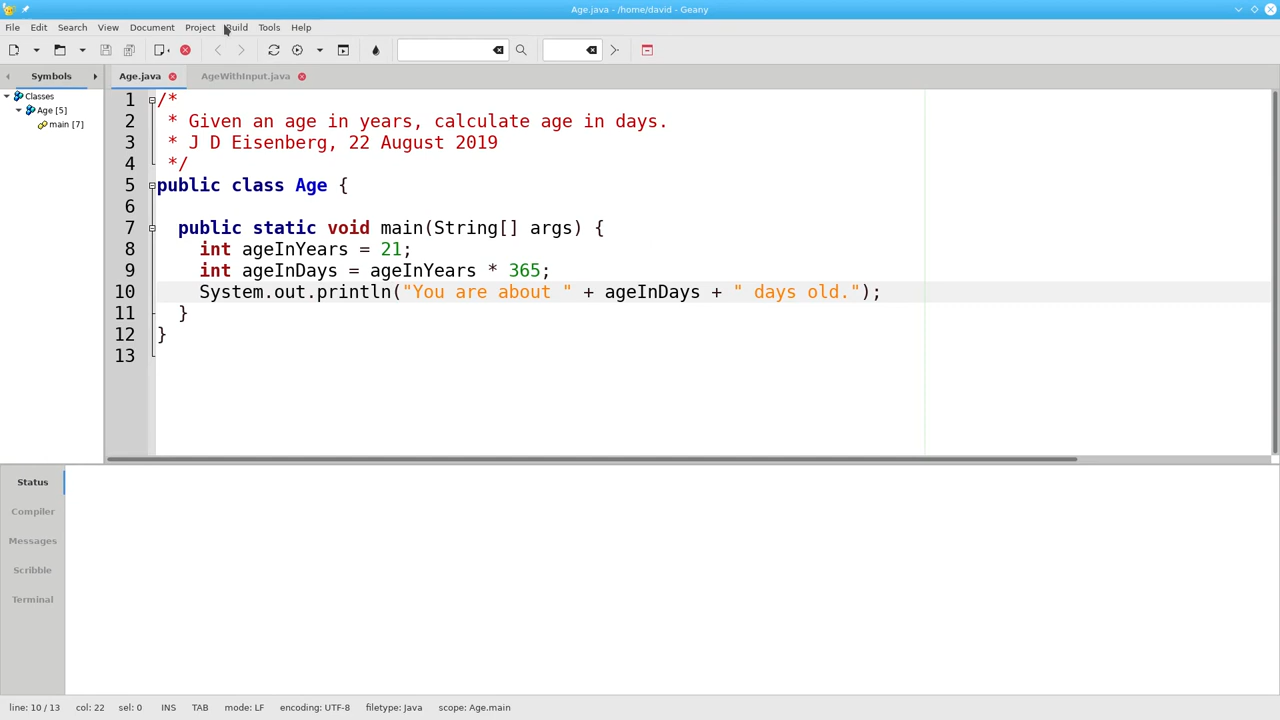 Age.java - /home/david - Geany
File Edit Search View Document Project Build Tools Help
Symbols Age.java AgeWithInput.java
Classes
Age [5]
main [7]
1 /*
2 * Given an age in years, calculate age in days.
3 * J D Eisenberg, 22 August 2019
4 */
5 public class Age {
6
7 public static void main(String[] args) {
8 int ageInYears = 21;
9 int ageInDays = ageInYears * 365;
10 System.out.println("You are about " + ageInDays + " days old.");
11 }
12 }
13
Status
Compiler
Messages
Scribble
Terminal
line: 10 / 13 col: 22 sel: 0 INS TAB mode: LF encoding: UTF-8 filetype: Java scope: Age.main